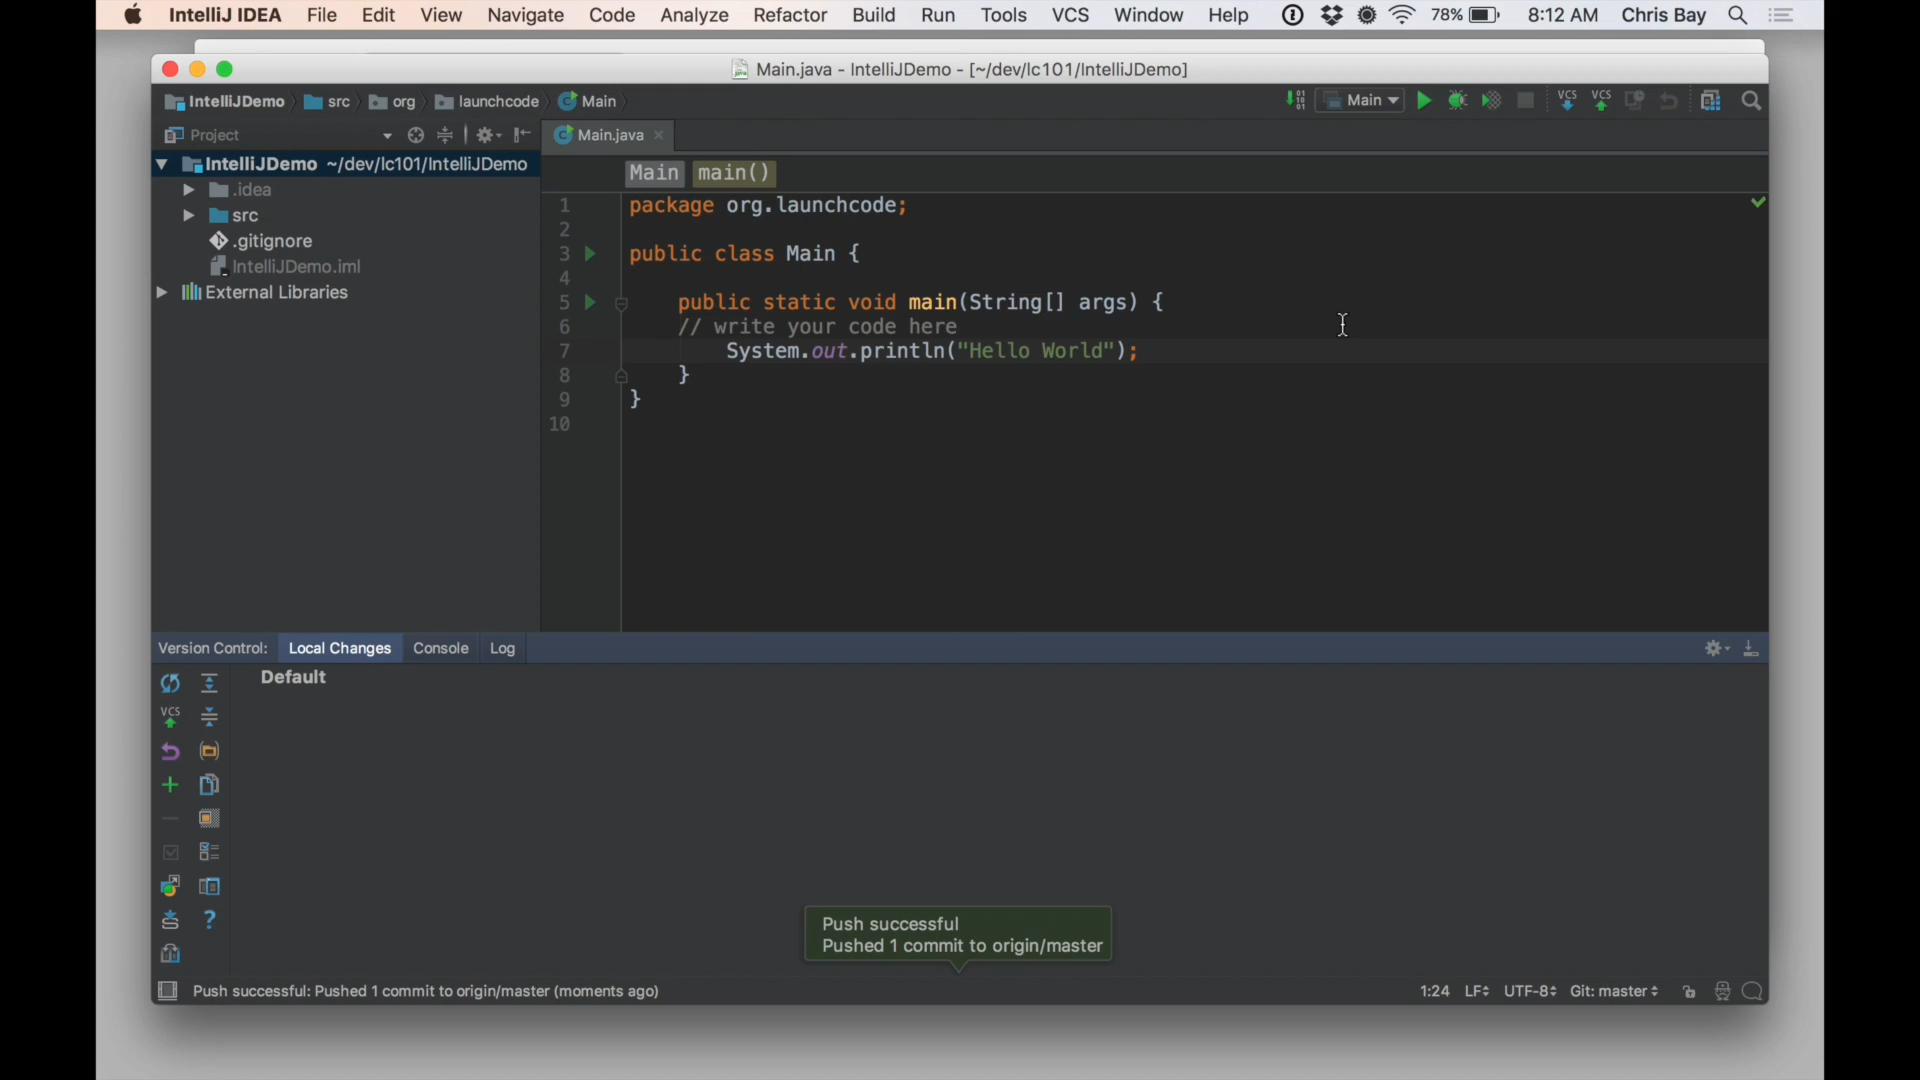 IntelliJ IDEA File Edit View Navigate Code Analyze Refactor Build Run Tools VCS Window Help 78% 8:12 AM Chris Bay
Main.java - IntelliJDemo - [~/dev/lc101/IntelliJDemo]
IntelliJDemo src org launchcode Main Main VCS VCS
Project Main.java
IntelliJDemo ~/dev/lc101/IntelliJDemo
.idea
src
.gitignore
IntelliJDemo.iml
External Libraries
Main main()
1 package org.launchcode;
2
3 public class Main {
4
5 public static void main(String[] args) {
6 // write your code here
7 System.out.println("Hello World");
8 }
9 }
10
Version Control: Local Changes Console Log
Default
VCS
Push successful
Pushed 1 commit to origin/master
Push successful: Pushed 1 commit to origin/master (moments ago) 1:24 LF UTF-8 Git: master